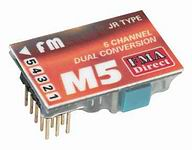 JR TYPE
FM
6 CHANNEL
DUAL CONVERSION
54321
M5
FMA
Direct